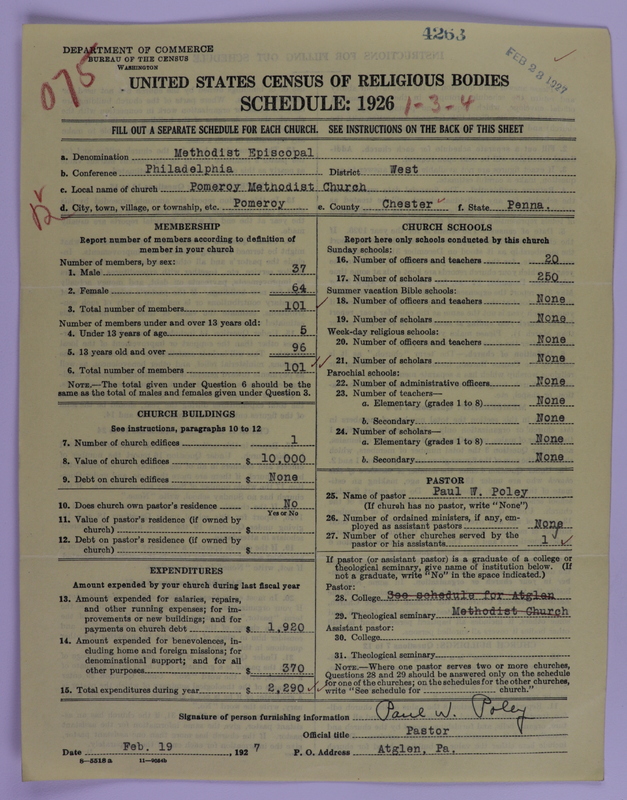 4263
DEPARTMENT OF COMMERCE
BUREAU OF THE CENSUS
WASHINGTON
FEB 28 1927
075
UNITED STATES CENSUS OF RELIGIOUS BODIES
SCHEDULE: 1926 1-3-4
FILL OUT A SEPARATE SCHEDULE FOR EACH CHURCH. SEE INSTRUCTIONS ON THE BACK OF THIS SHEET
a. Denomination Methodist Episcopal
b. Conference Philadelphia District West
c. Local name of church Pomeroy Methodist Church
d. City, town, village, or township, etc. Pomeroy e. County Chester f. State Penna.
MEMBERSHIP
Report number of members according to definition of
member in your church
Number of members, by sex:
1. Male 37
2. Female 64
3. Total number of members 101
Number of members under and over 13 years old:
4. Under 13 years of age 5
5. 13 years old and over 96
6. Total number of members 101
NOTE.—The total given under Question 6 should be the
same as the total of males and females given under Question 3.
CHURCH BUILDINGS
See instructions, paragraphs 10 to 12
7. Number of church edifices 1
8. Value of church edifices $ 10,000
9. Debt on church edifices $ None
10. Does church own pastor's residence No
Yes or No
11. Value of pastor's residence (if owned by
church) $
12. Debt on pastor's residence (if owned by
church) $
EXPENDITURES
Amount expended by your church during last fiscal year
13. Amount expended for salaries, repairs,
and other running expenses; for im-
provements or new buildings; and for
payments on church debt $ 1,920
14. Amount expended for benevolences, in-
cluding home and foreign missions; for
denominational support; and for all
other purposes $ 370
15. Total expenditures during year $ 2,290
CHURCH SCHOOLS
Report here only schools conducted by this church
Sunday schools:
16. Number of officers and teachers 20
17. Number of scholars 250
Summer vacation Bible schools:
18. Number of officers and teachers None
19. Number of scholars None
Week-day religious schools:
20. Number of officers and teachers None
21. Number of scholars None
Parochial schools:
22. Number of administrative officers None
23. Number of teachers—
a. Elementary (grades 1 to 8) None
b. Secondary None
24. Number of scholars—
a. Elementary (grades 1 to 8) None
b. Secondary None
PASTOR
25. Name of pastor Paul W. Poley
(If church has no pastor, write "None")
26. Number of ordained ministers, if any, em-
ployed as assistant pastors None
27. Number of other churches served by the
pastor or his assistants 1
If pastor (or assistant pastor) is a graduate of a college or
theological seminary, give name of institution below. (If
not a graduate, write "No" in the space indicated.)
Pastor:
28. College See schedule for Atglen
29. Theological seminary Methodist Church
Assistant pastor:
30. College
31. Theological seminary
NOTE.—Where one pastor serves two or more churches,
Questions 28 and 29 should be answered only on the schedule
for one of the churches; on the schedules for the other churches,
write "See schedule for church."
Signature of person furnishing information Paul W. Poley
Official title Pastor
Date Feb. 19, 1927 P. O. Address Atglen, Pa.
8-5518a 11-9584b